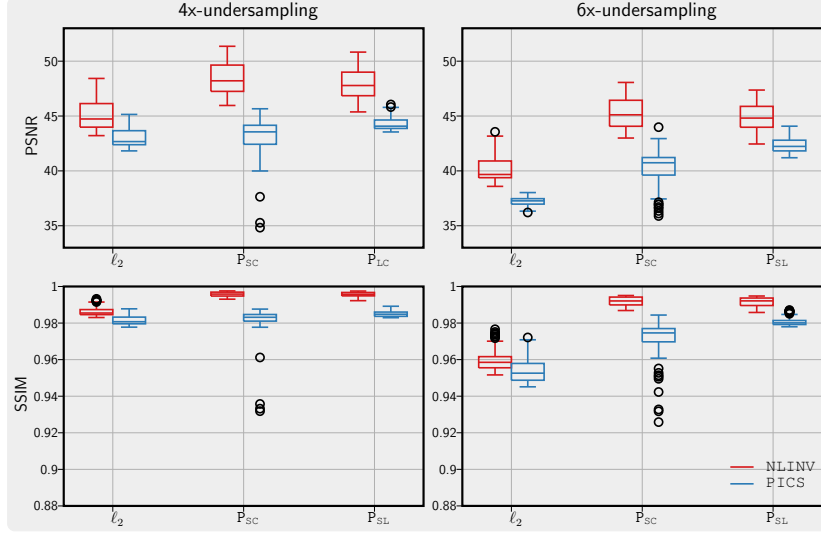 4x-undersampling
6x-undersampling
PSNR
50
45
40
35
ℓ2
PSC
PLC
50
45
40
35
ℓ2
PSC
PSL
SSIM
1
0.98
0.96
0.94
0.92
0.9
0.88
ℓ2
PSC
PSL
1
0.98
0.96
0.94
0.92
0.9
0.88
ℓ2
PSC
PSL
NLINV
PICS